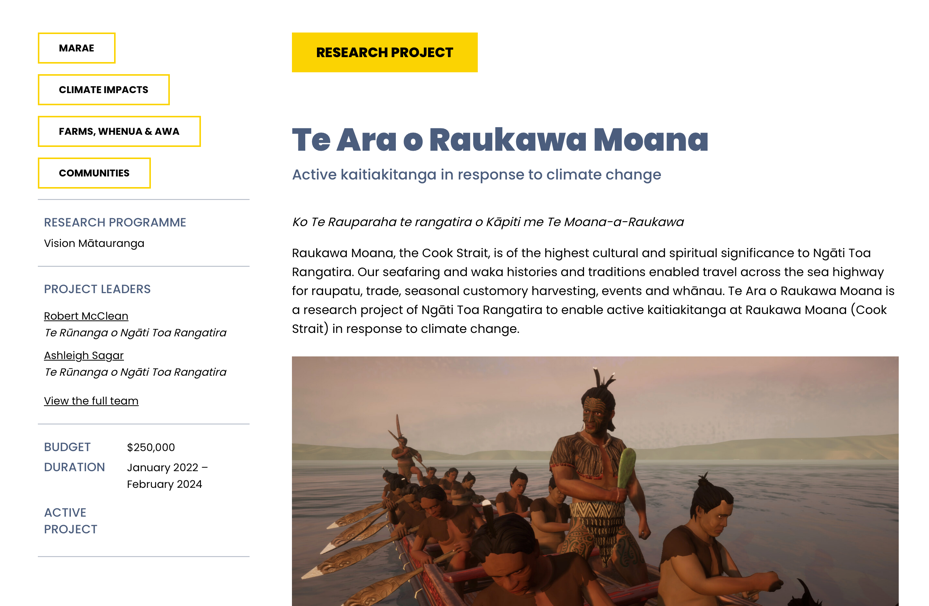 MARAE
CLIMATE IMPACTS
FARMS, WHENUA & AWA
COMMUNITIES
RESEARCH PROGRAMME
Vision Mātauranga
PROJECT LEADERS
Robert McClean
Te Rūnanga o Ngāti Toa Rangatira
Ashleigh Sagar
Te Rūnanga o Ngāti Toa Rangatira
View the full team
BUDGET $250,000
DURATION January 2022 –
February 2024
ACTIVE
PROJECT
RESEARCH PROJECT
Te Ara o Raukawa Moana
Active kaitiakitanga in response to climate change
Ko Te Rauparaha te rangatira o Kāpiti me Te Moana-a-Raukawa
Raukawa Moana, the Cook Strait, is of the highest cultural and spiritual significance to Ngāti Toa
Rangatira. Our seafaring and waka histories and traditions enabled travel across the sea highway
for raupatu, trade, seasonal customory harvesting, events and whānau. Te Ara o Raukawa Moana is
a research project of Ngāti Toa Rangatira to enable active kaitiakitanga at Raukawa Moana (Cook
Strait) in response to climate change.